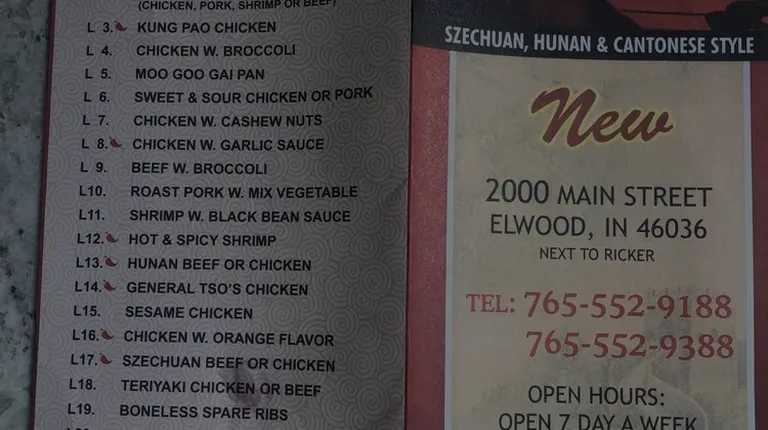 (CHICKEN, PORK, SHRIMP OR BEEF)
L 3. KUNG PAO CHICKEN
L 4. CHICKEN W. BROCCOLI
L 5. MOO GOO GAI PAN
L 6. SWEET & SOUR CHICKEN OR PORK
L 7. CHICKEN W. CASHEW NUTS
L 8. CHICKEN W. GARLIC SAUCE
L 9. BEEF W. BROCCOLI
L10. ROAST PORK W. MIX VEGETABLE
L11. SHRIMP W. BLACK BEAN SAUCE
L12. HOT & SPICY SHRIMP
L13. HUNAN BEEF OR CHICKEN
L14. GENERAL TSO'S CHICKEN
L15. SESAME CHICKEN
L16. CHICKEN W. ORANGE FLAVOR
L17. SZECHUAN BEEF OR CHICKEN
L18. TERIYAKI CHICKEN OR BEEF
L19. BONELESS SPARE RIBS
SZECHUAN, HUNAN & CANTONESE STYLE
New
2000 MAIN STREET
ELWOOD, IN 46036
NEXT TO RICKER
TEL: 765-552-9188
765-552-9388
OPEN HOURS:
OPEN 7 DAY A WEEK